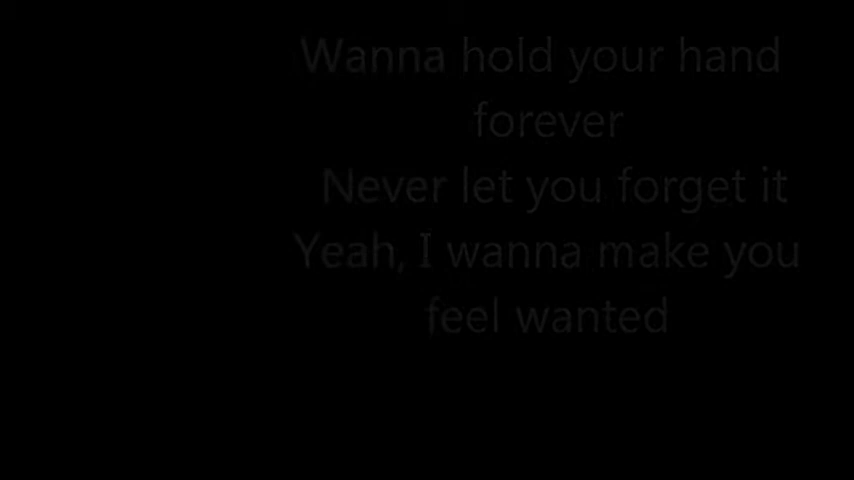 Wanna hold your hand
forever
Never let you forget it
Yeah, I wanna make you
feel wanted